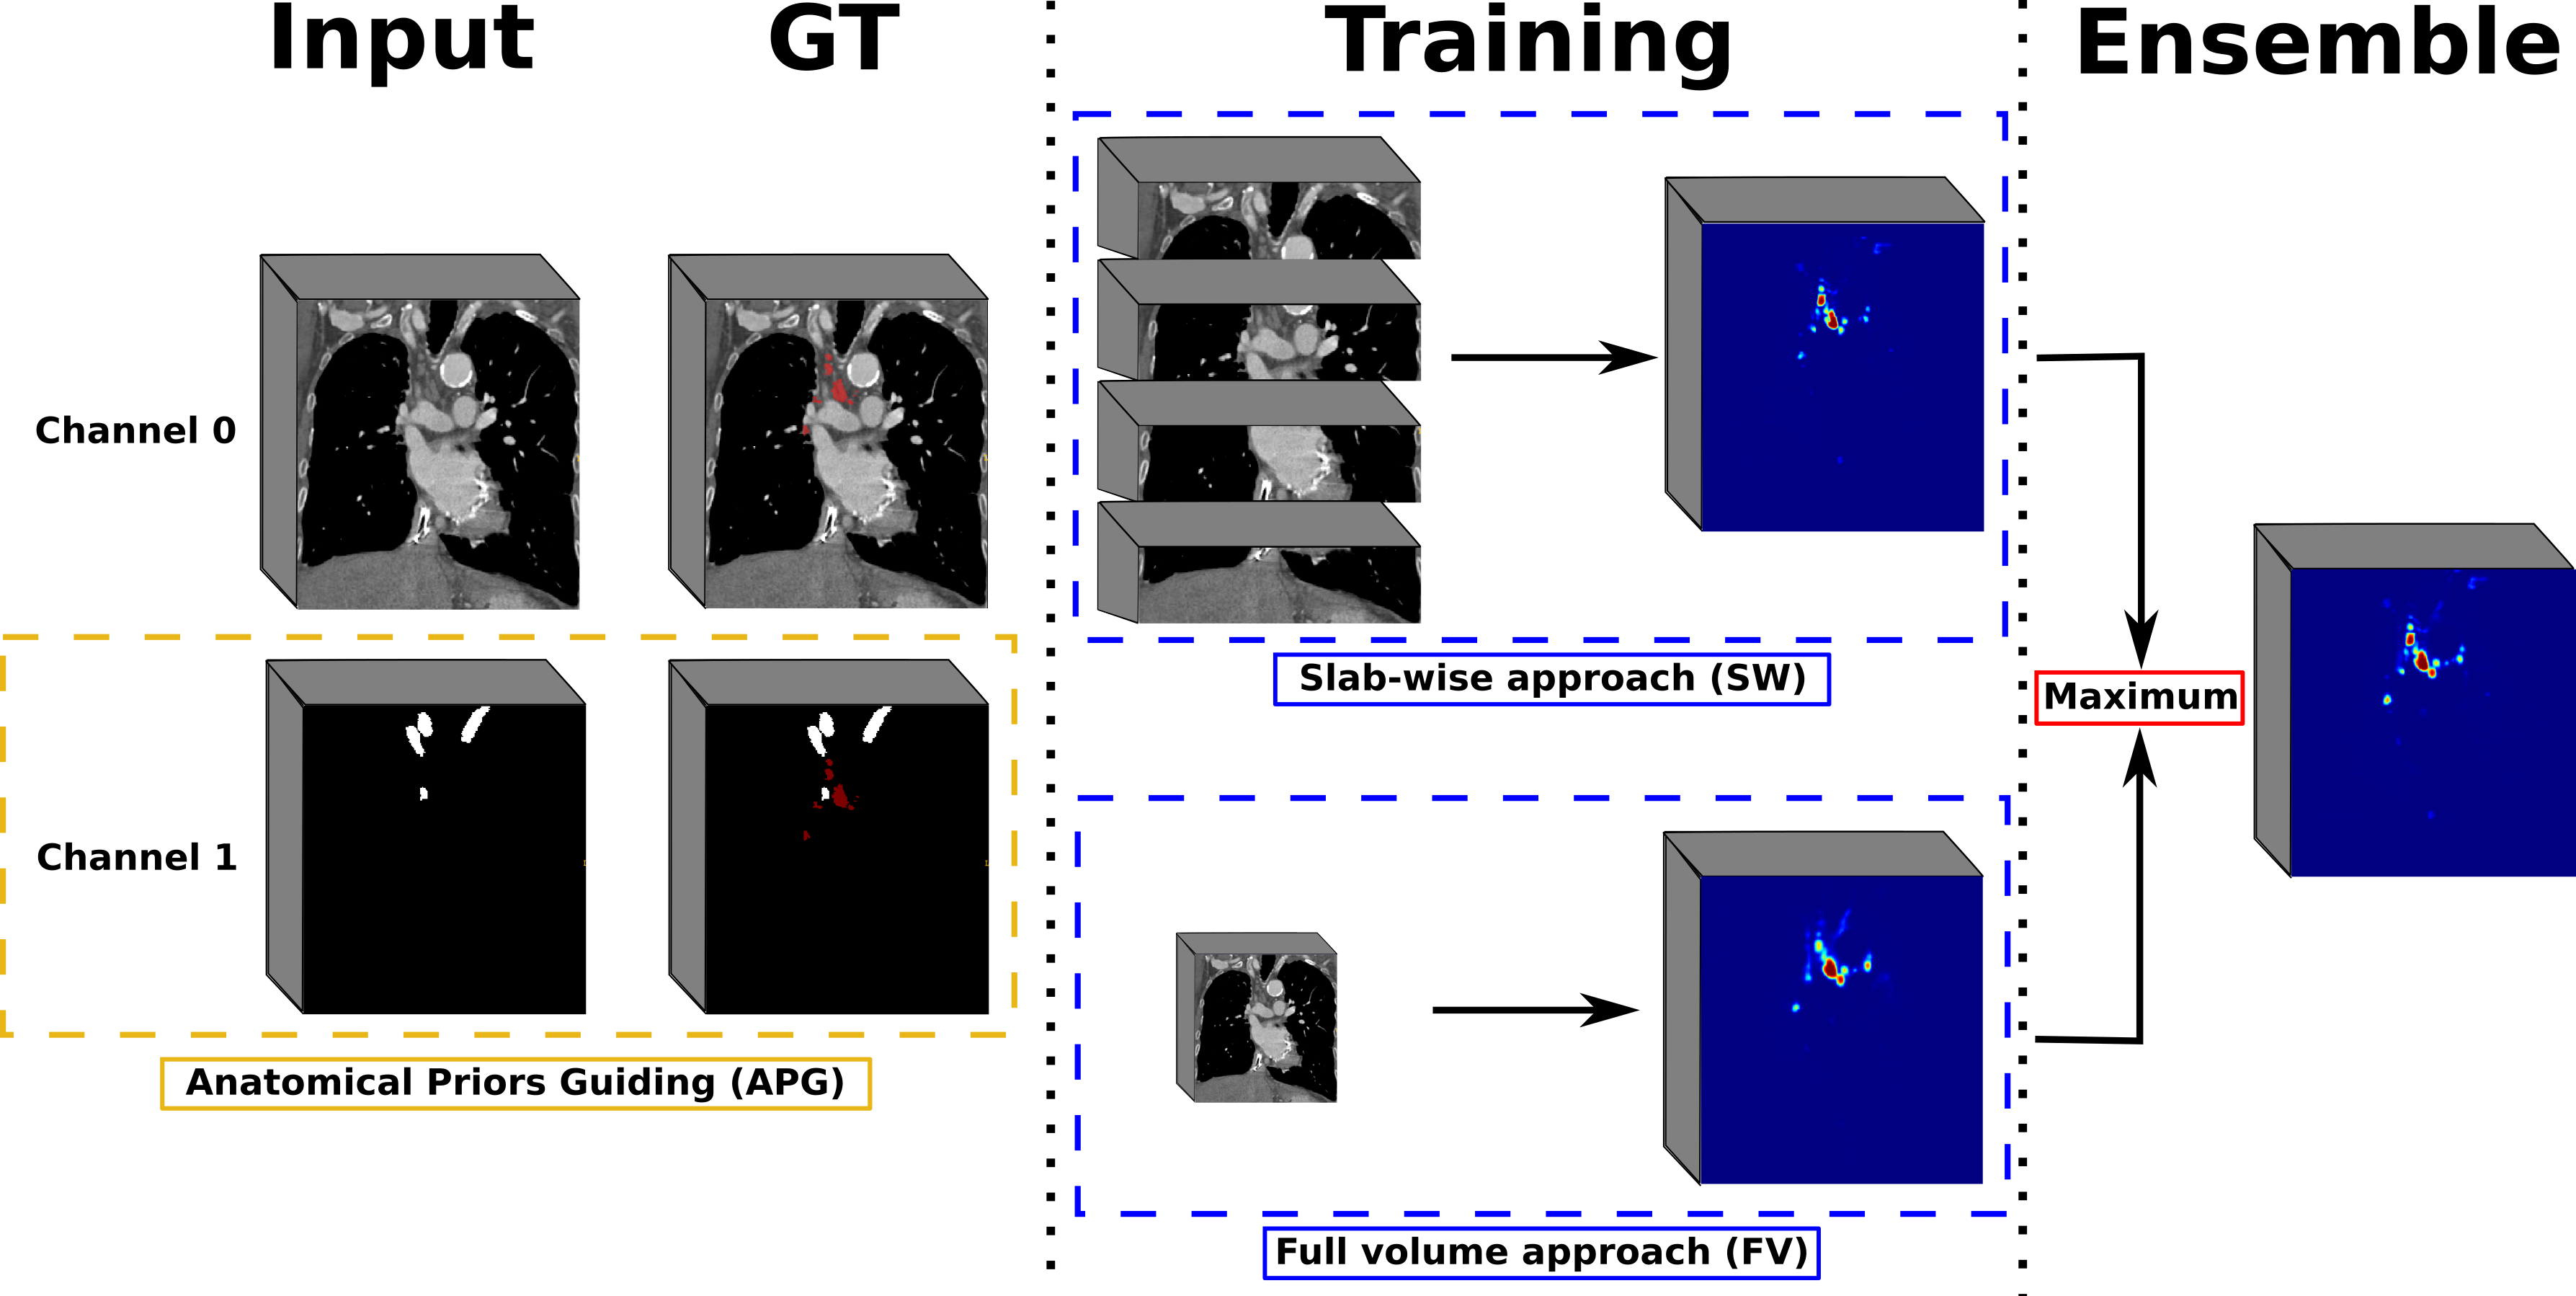 Input
GT
Training
Ensemble
Channel 0
Slab-wise approach (SW)
Maximum
Channel 1
Anatomical Priors Guiding (APG)
Full volume approach (FV)